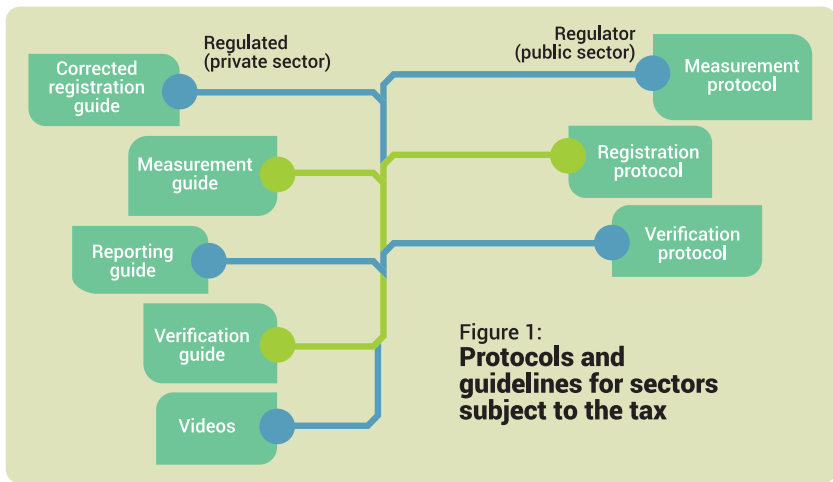 Regulated
(private sector)
Corrected
registration
guide
Measurement
guide
Reporting
guide
Verification
guide
Videos
Regulator
(public sector)
Measurement
protocol
Registration
protocol
Verification
protocol
Figure 1:
Protocols and
guidelines for sectors
subject to the tax